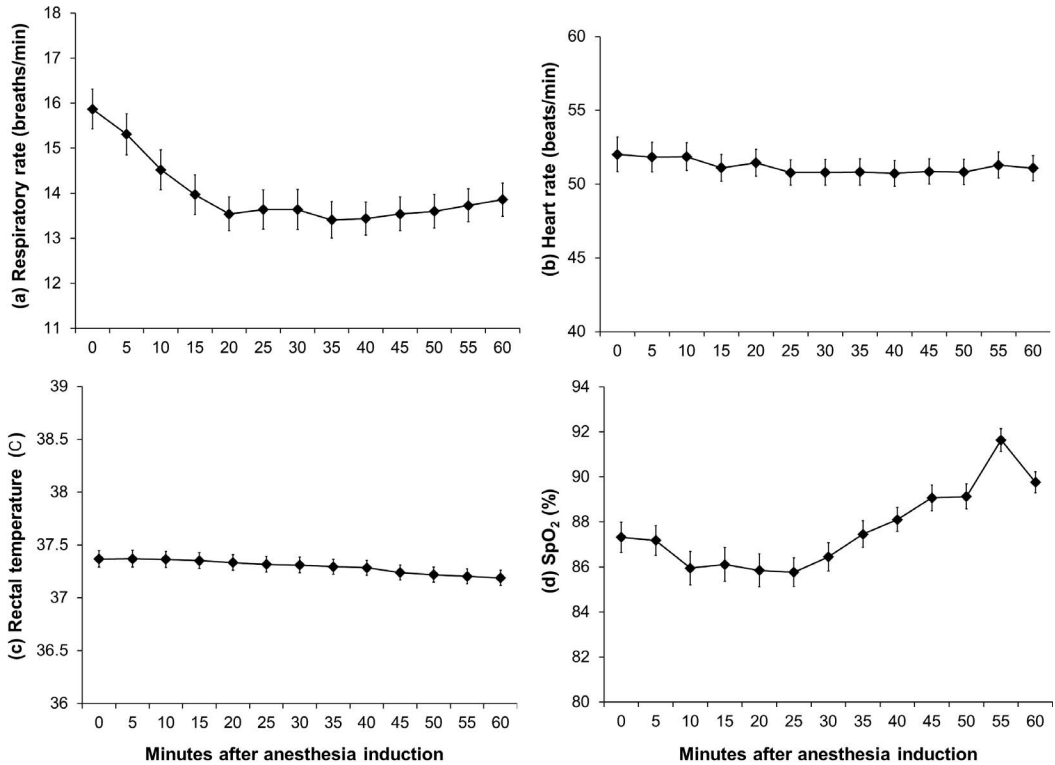 (a) Respiratory rate (breaths/min)
18
17
16
15
14
13
12
11
0 5 10 15 20 25 30 35 40 45 50 55 60
(b) Heart rate (beats/min)
60
55
50
45
40
0 5 10 15 20 25 30 35 40 45 50 55 60
(c) Rectal temperature (C)
39
38.5
38
37.5
37
36.5
36
0 5 10 15 20 25 30 35 40 45 50 55 60
Minutes after anesthesia induction
(d) SpO₂ (%)
94
92
90
88
86
84
82
80
0 5 10 15 20 25 30 35 40 45 50 55 60
Minutes after anesthesia induction